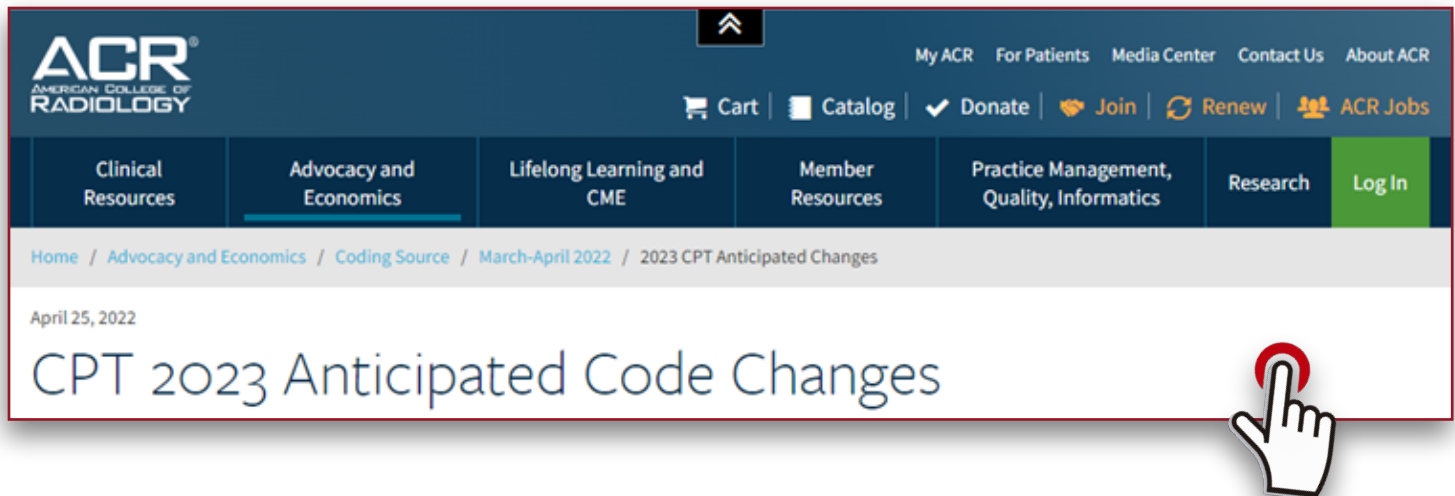 ACR®
AMERICAN COLLEGE OF
RADIOLOGY
My ACR For Patients Media Center Contact Us About ACR
Cart Catalog Donate Join Renew ACR Jobs
Clinical Resources
Advocacy and Economics
Lifelong Learning and CME
Member Resources
Practice Management, Quality, Informatics
Research
Log In
Home / Advocacy and Economics / Coding Source / March-April 2022 / 2023 CPT Anticipated Changes
April 25, 2022
CPT 2023 Anticipated Code Changes